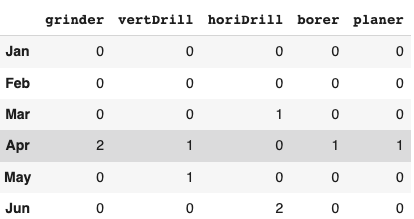 grinder vertDrill horiDrill borer planer
Jan 0 0 0 0 0
Feb 0 0 0 0 0
Mar 0 0 1 0 0
Apr 2 1 0 1 1
May 0 1 0 0 0
Jun 0 0 2 0 0